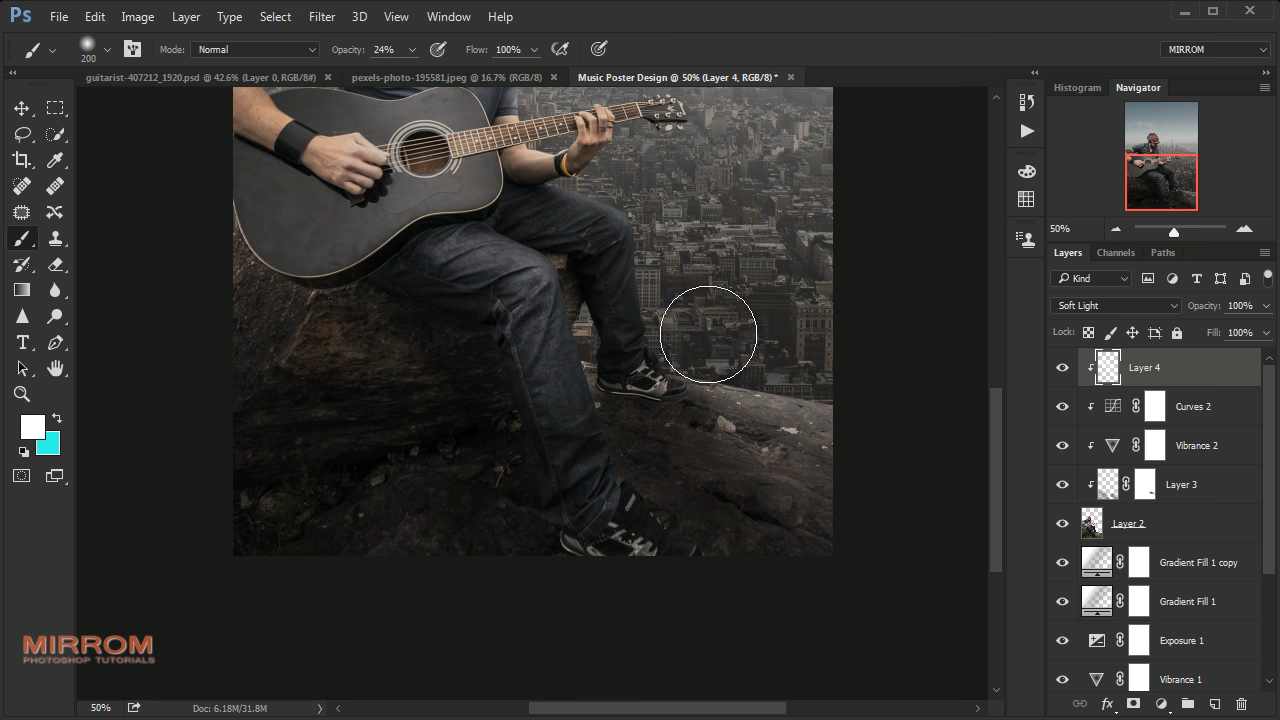 Ps File Edit Image Layer Type Select Filter 3D View Window Help
200 Mode: Normal Opacity: 24% Flow: 100% MIRROM
guitarist-407212_1920.psd @ 42.6% (Layer 0, RGB/8#) pexels-photo-195581.jpeg @ 16.7% (RGB/8) Music Poster Design @ 50% (Layer 4, RGB/8) *
Histogram Navigator
50%
Layers Channels Paths
Kind
Soft Light Opacity: 100%
Lock: Fill: 100%
Layer 4
Curves 2
Vibrance 2
Layer 3
Layer 2
Gradient Fill 1 copy
Gradient Fill 1
Exposure 1
Vibrance 1
MIRROM
PHOTOSHOP TUTORIALS
50% Doc: 6.18M/31.8M